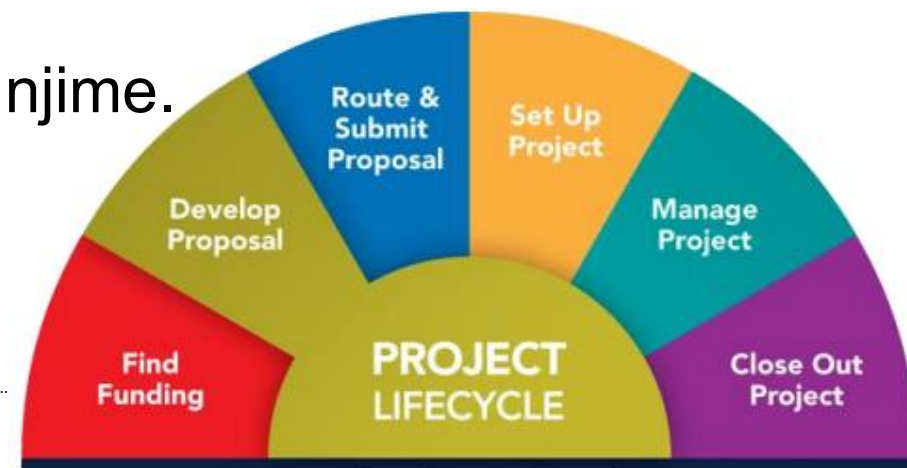 njime.
Route &
Submit
Proposal
Set Up
Project
Develop
Proposal
Manage
Project
Find
Funding
PROJECT
LIFECYCLE
Close Out
Project